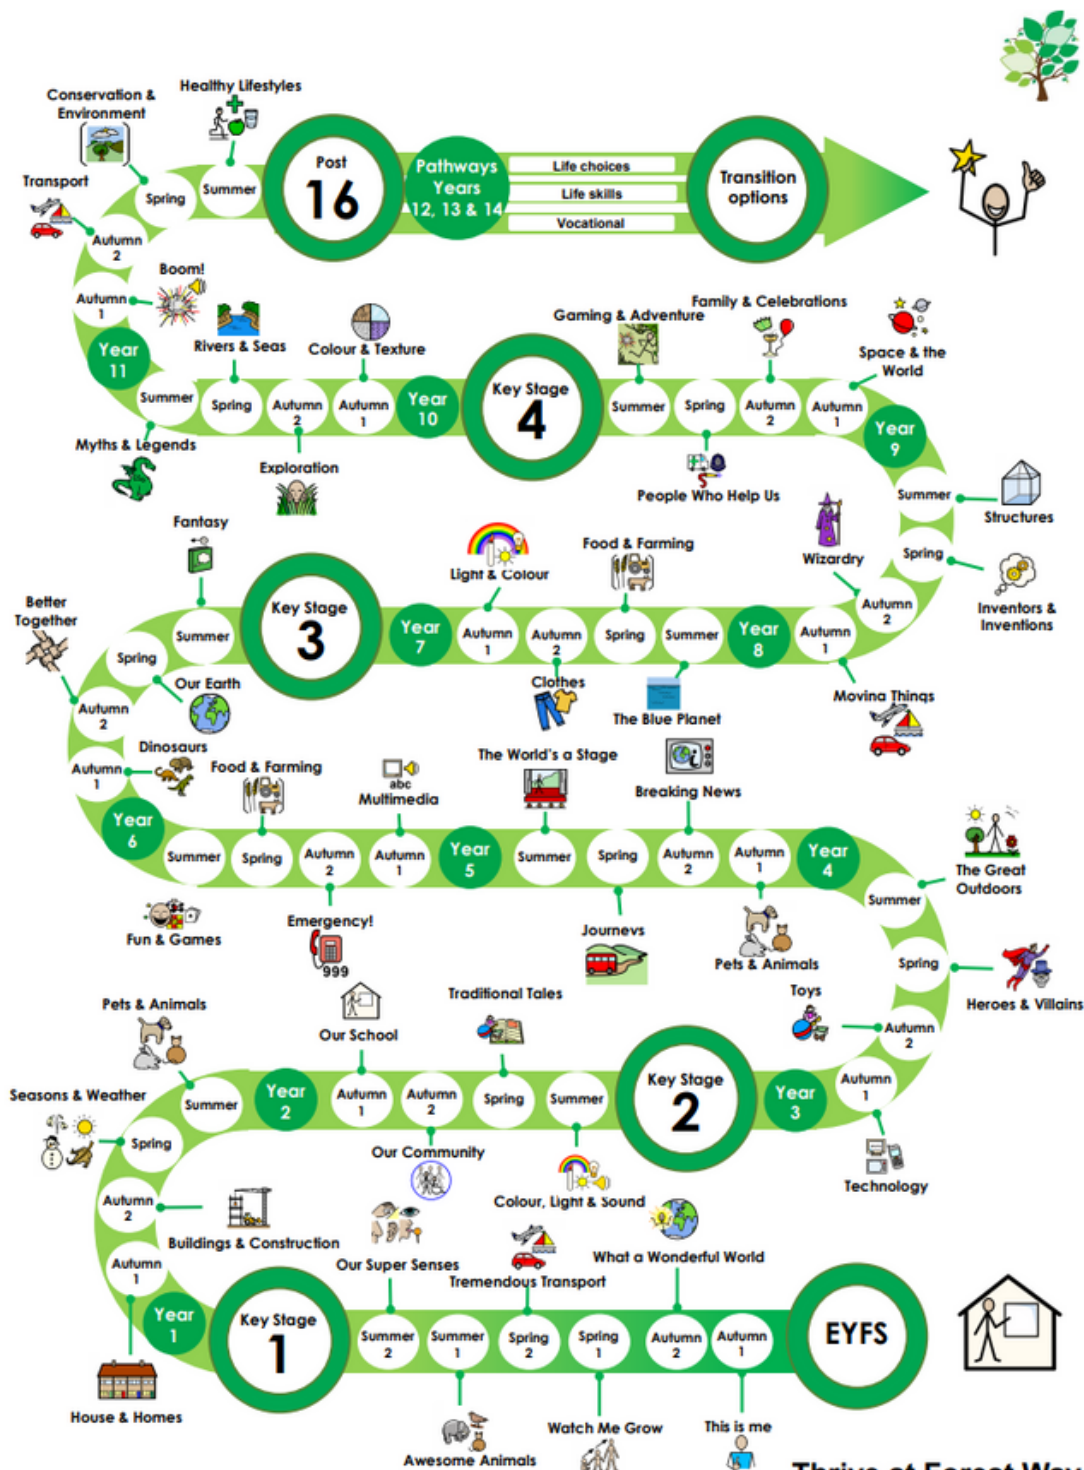 Healthy Lifestyles
Conservation &
Environment
Transport
Post
16
Pathways
Years
12, 13 & 14
Life choices
Life skills
Vocational
Transition
options
Summer
Spring
Autumn
2
Autumn
1
Boom!
Year
11
Rivers & Seas
Colour & Texture
Summer
Spring
Autumn
2
Autumn
1
Year
10
Myths & Legends
Exploration
Key Stage
4
Gaming & Adventure
Family & Celebrations
Space & the
World
Summer
Spring
Autumn
2
Autumn
1
Year
9
People Who Help Us
Summer
Structures
Spring
Inventors &
Inventions
Autumn
2
Wizardry
Fantasy
Better
Together
Summer
Spring
Our Earth
Autumn
2
Key Stage
3
Light & Colour
Food & Farming
Year
7
Autumn
1
Autumn
2
Spring
Summer
Year
8
Autumn
1
Clothes
The Blue Planet
Moving Things
Dinosaurs
Autumn
1
Year
6
Food & Farming
abc
Multimedia
The World's a Stage
Breaking News
Summer
Spring
Autumn
2
Autumn
1
Year
5
Summer
Spring
Autumn
2
Autumn
1
Year
4
Fun & Games
Emergency!
999
Journeys
Pets & Animals
The Great
Outdoors
Summer
Spring
Heroes & Villains
Toys
Autumn
2
Autumn
1
Technology
Pets & Animals
Our School
Traditional Tales
Seasons & Weather
Summer
Year
2
Autumn
1
Autumn
2
Spring
Summer
Key Stage
2
Year
3
Our Community
Colour, Light & Sound
Spring
Autumn
2
Buildings & Construction
Autumn
1
Year
1
House & Homes
Our Super Senses
Tremendous Transport
What a Wonderful World
Key Stage
1
Summer
2
Summer
1
Spring
2
Spring
1
Autumn
2
Autumn
1
EYFS
Awesome Animals
Watch Me Grow
This is me
Thrive at Forest Way